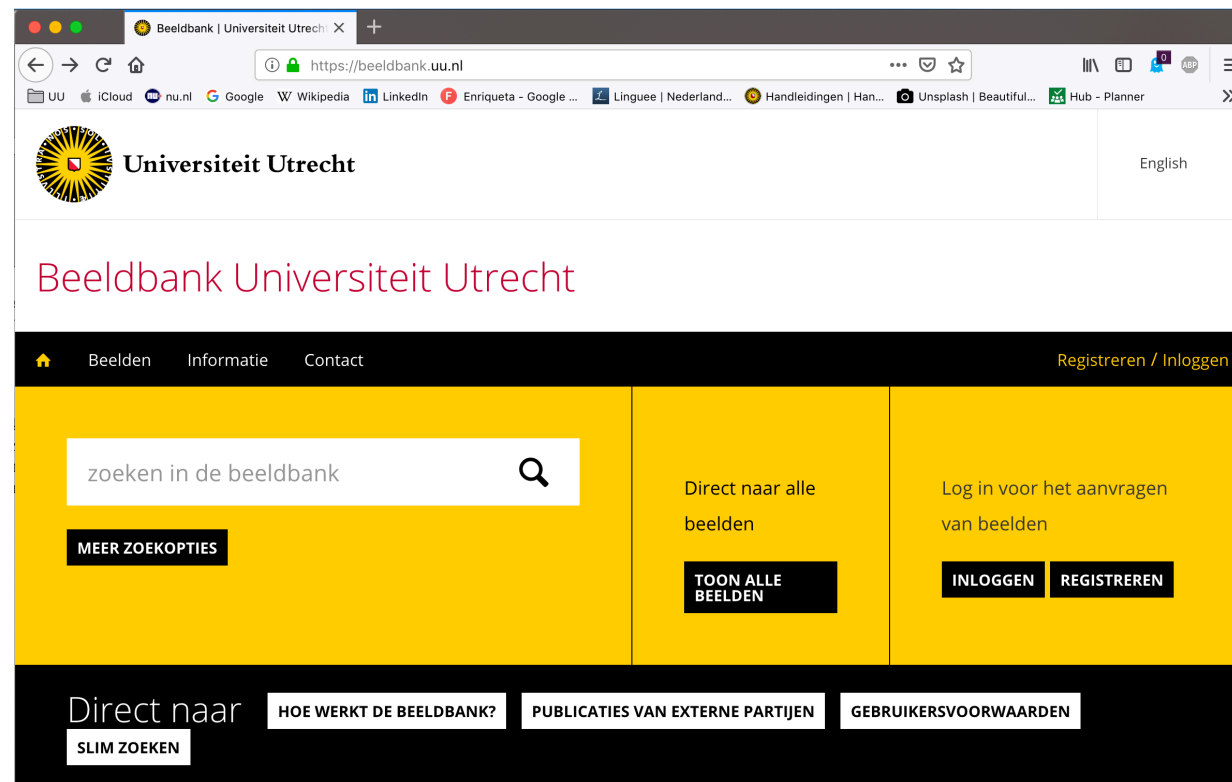 Beeldbank | Universiteit Utrech
https://beeldbank.uu.nl
0
ABP
UU iCloud nu.nl Google Wikipedia LinkedIn Enriqueta - Google ... Linguee | Nederland... Handleidingen | Han... Unsplash | Beautiful... Hub - Planner
Universiteit Utrecht
English
Beeldbank Universiteit Utrecht
Beelden Informatie Contact Registreren / Inloggen
zoeken in de beeldbank
MEER ZOEKOPTIES
Direct naar alle
beelden
TOON ALLE
BEELDEN
Log in voor het aanvragen
van beelden
INLOGGEN REGISTREREN
Direct naar HOE WERKT DE BEELDBANK? PUBLICATIES VAN EXTERNE PARTIJEN GEBRUIKERSVOORWAARDEN
SLIM ZOEKEN